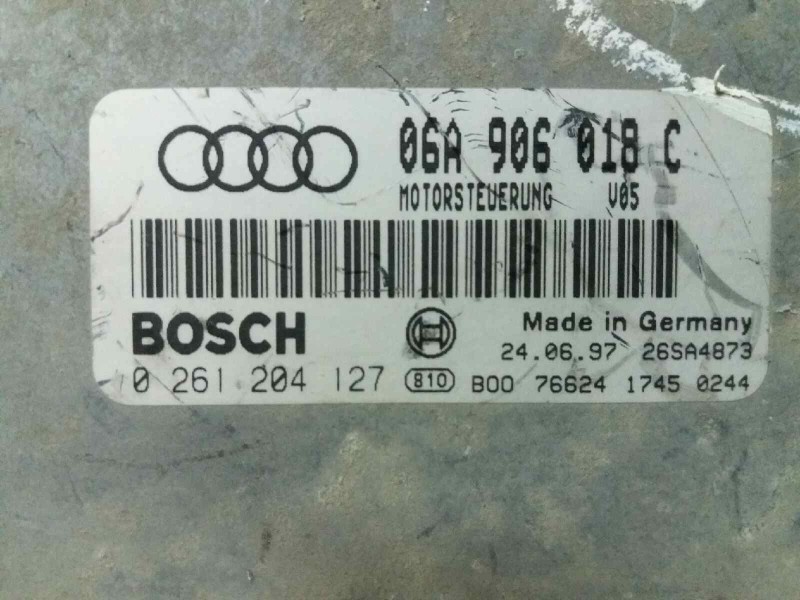 06A 906 018 C
MOTORSTEUERUNG V05
BOSCH
Made in Germany
24.06.97 26SA4873
0 261 204 127 810 B00 76624 1745 0244